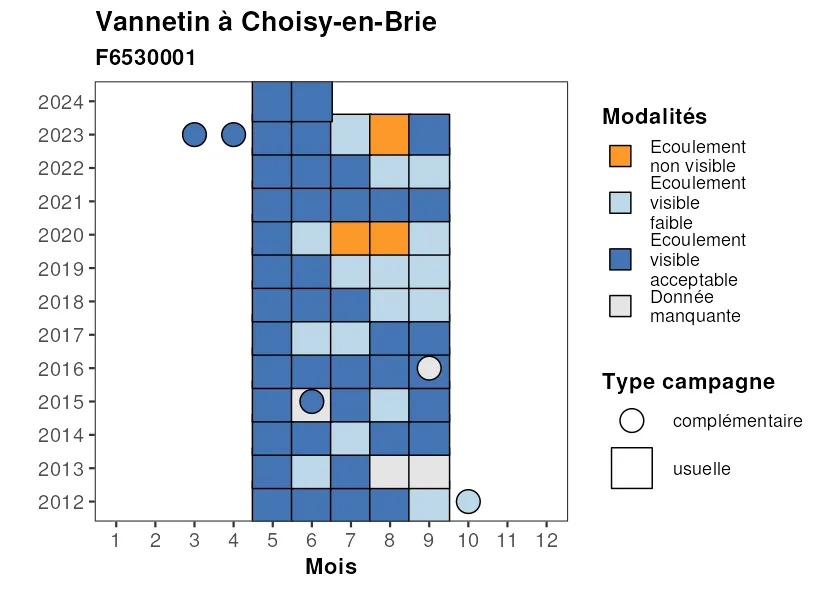 Vannetin à Choisy-en-Brie
F6530001
2024
2023
2022
2021
2020
2019
2018
2017
2016
2015
2014
2013
2012
1 2 3 4 5 6 7 8 9 10 11 12
Mois
Modalités
Ecoulement
non visible
Ecoulement
visible
faible
Ecoulement
visible
acceptable
Donnée
manquante
Type campagne
complémentaire
usuelle